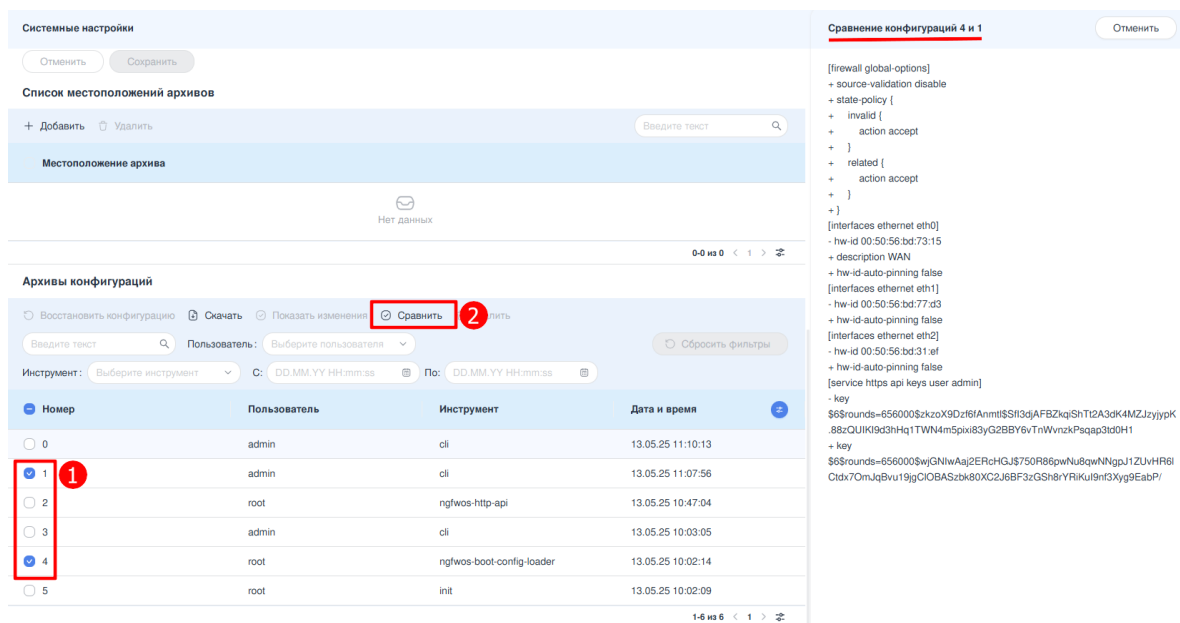 Системные настройки
Отменить
Сохранить
Список местоположений архивов
+ Добавить
Удалить
Введите текст
Местоположение архива
Нет данных
0-0 из 0 < 1 >
Архивы конфигураций
Восстановить конфигурацию
Скачать
Показать изменения
Сравнить
2
лить
Введите текст
Пользователь :
Выберите пользователя
Сбросить фильтры
Инструмент :
Выберите инструмент
С:
DD.MM.YY HH:mm:ss
По:
DD.MM.YY HH:mm:ss
Номер Пользователь Инструмент Дата и время
0 admin cli 13.05.25 11:10:13
1 admin cli 13.05.25 11:07:56
1
2 root ngfwos-http-api 13.05.25 10:47:04
3 admin cli 13.05.25 10:03:05
4 root ngfwos-boot-config-loader 13.05.25 10:02:14
5 root init 13.05.25 10:02:09
1-6 из 6 < 1 >
Сравнение конфигураций 4 и 1
Отменить
[firewall global-options]
+ source-validation disable
+ state-policy {
+ invalid {
+ action accept
+ }
+ related {
+ action accept
+ }
+ }
[interfaces ethernet eth0]
- hw-id 00:50:56:bd:73:15
+ description WAN
+ hw-id-auto-pinning false
[interfaces ethernet eth1]
- hw-id 00:50:56:bd:77:d3
+ hw-id-auto-pinning false
[interfaces ethernet eth2]
- hw-id 00:50:56:bd:31:ef
+ hw-id-auto-pinning false
[service https api keys user admin]
- key
$6$rounds=656000$zkzoX9Dzf6fAnmtl$Sfl3djAFBZkqiShTt2A3dK4MZJzyjypK
.88zQUIKI9d3hHq1TWN4m5pixi83yG2BBY6vTnWvnzkPsqap3td0H1
+ key
$6$rounds=656000$wjGNIwAaj2ERcHGJ$750R86pwNu8qwNNgpJ1ZUvHR6l
Ctdx7OmJqBvu19jgClOBASzbk80XC2J6BF3zGSh8rYRiKuI9nf3Xyg9EabP/